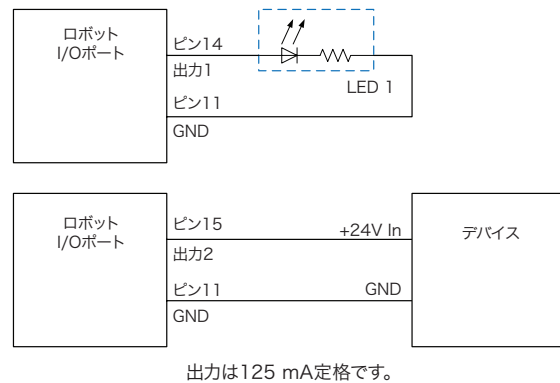 ロボット
I/Oポート
ピン14
出力1
LED 1
ピン11
GND
ロボット
I/Oポート
ピン15
+24V In
デバイス
出力2
ピン11
GND
GND
出力は125 mA定格です。